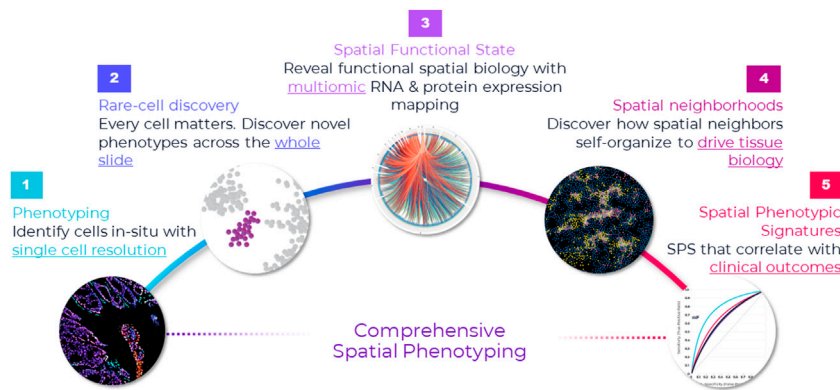 3
Spatial Functional State
Reveal functional spatial biology with
multiomic RNA & protein expression
mapping
2
Rare-cell discovery
Every cell matters. Discover novel
phenotypes across the whole
slide
4
Spatial neighborhoods
Discover how spatial neighbors
self-organize to drive tissue
biology
1
Phenotyping
Identify cells in-situ with
single cell resolution
5
Spatial Phenotypic
Signatures
SPS that correlate with
clinical outcomes
Comprehensive
Spatial Phenotyping